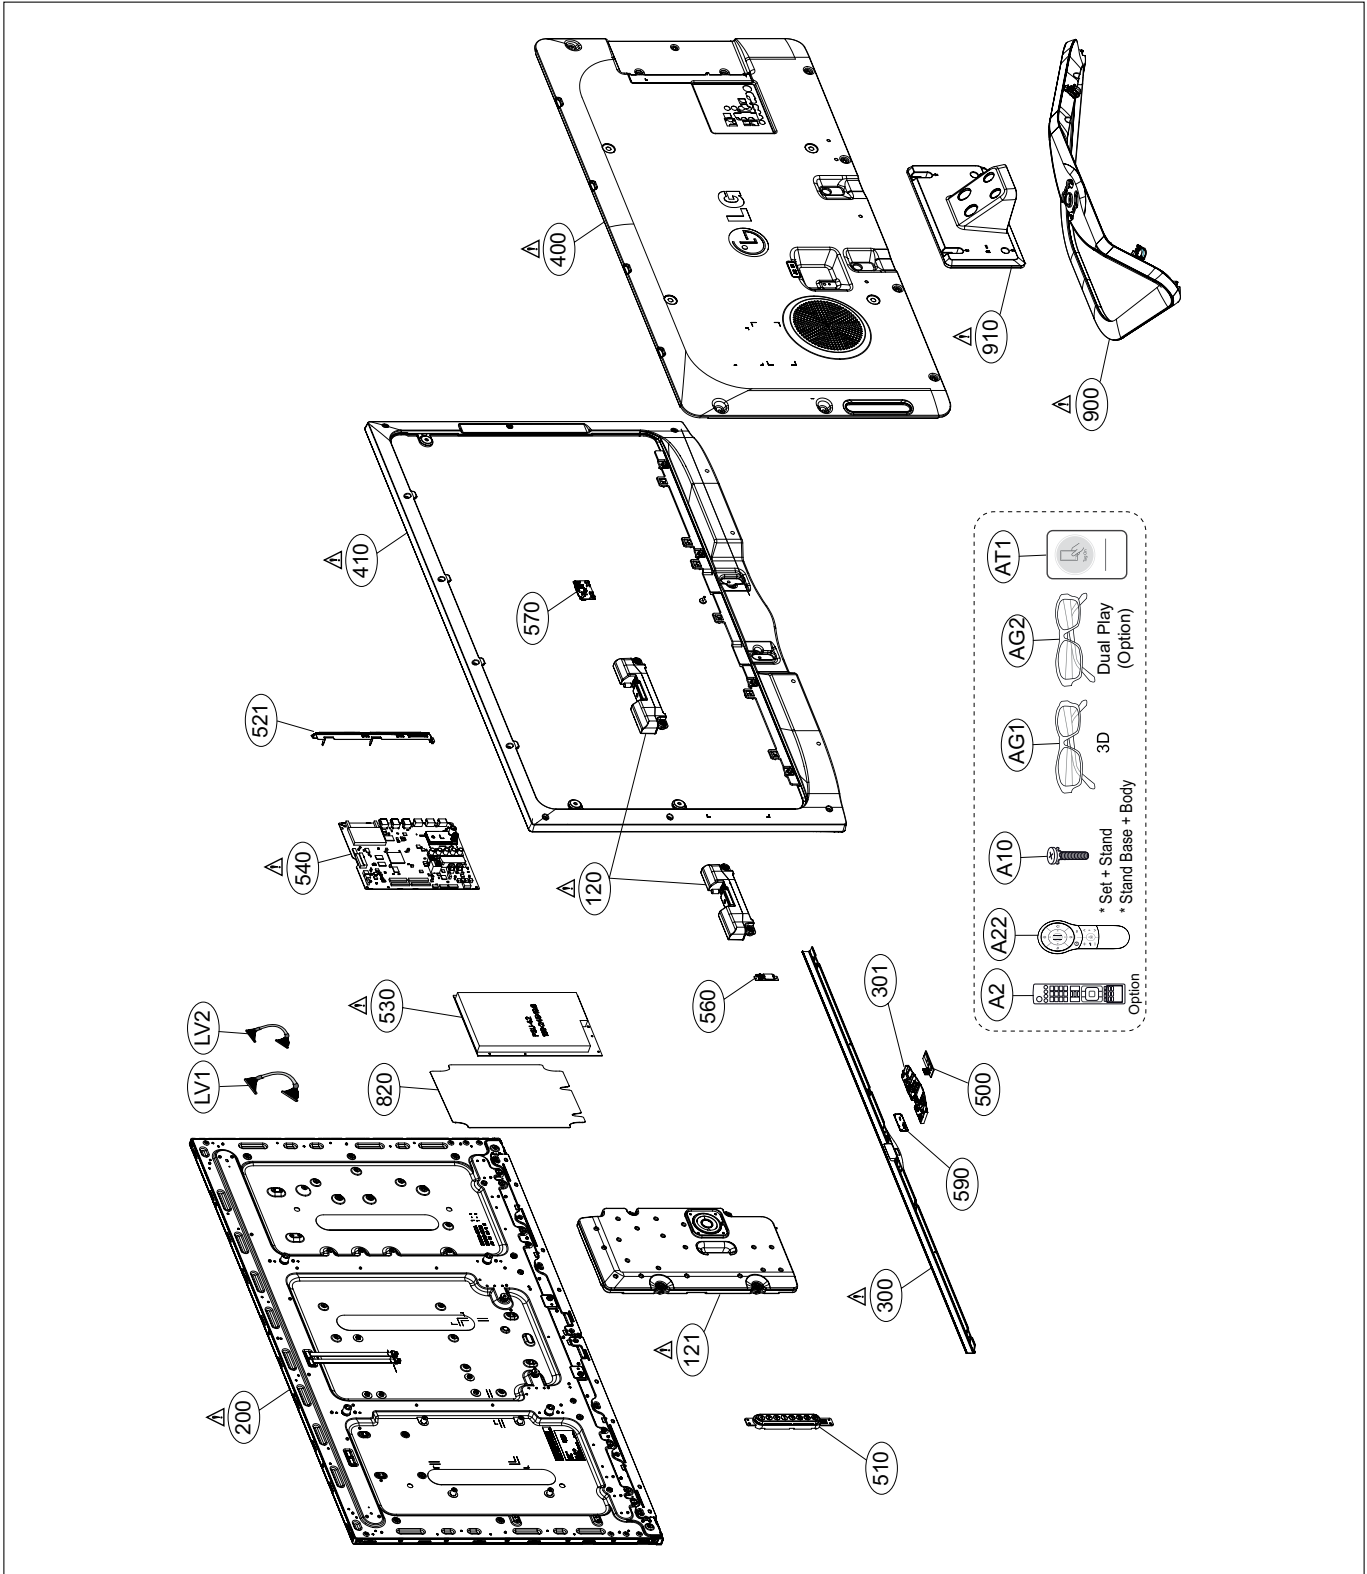 LV1
LV2
521
⚠ 540
⚠ 530
820
⚠ 200
⚠ 410
570
⚠ 120
560
⚠ 121
510
⚠ 300
301
500
590
⚠ 400
LG
⚠ 910
⚠ 900
A2
Option
A22
A10
* Set + Stand
* Stand Base + Body
AG1
3D
AG2
Dual Play
(Option)
AT1